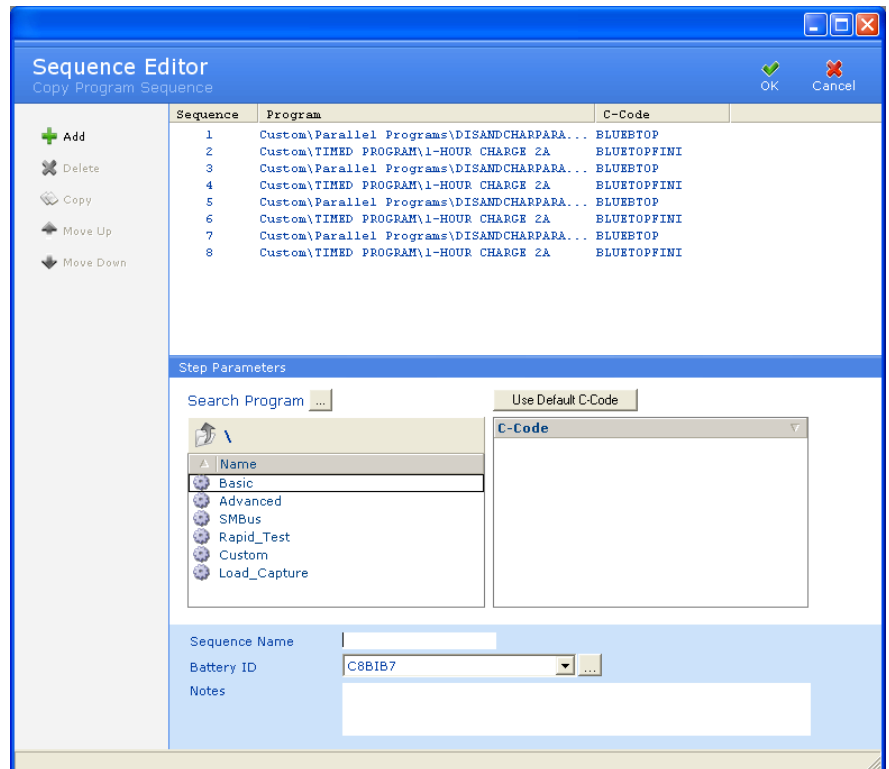 Sequence Editor
Copy Program Sequence
OK
Cancel
Add
Delete
Copy
Move Up
Move Down
Sequence Program C-Code
1 Custom\Parallel Programs\DISANDCHARPARA... BLUEBTOP
2 Custom\TIMED PROGRAM\1-HOUR CHARGE 2A BLUETOPFINI
3 Custom\Parallel Programs\DISANDCHARPARA... BLUEBTOP
4 Custom\TIMED PROGRAM\1-HOUR CHARGE 2A BLUETOPFINI
5 Custom\Parallel Programs\DISANDCHARPARA... BLUEBTOP
6 Custom\TIMED PROGRAM\1-HOUR CHARGE 2A BLUETOPFINI
7 Custom\Parallel Programs\DISANDCHARPARA... BLUEBTOP
8 Custom\TIMED PROGRAM\1-HOUR CHARGE 2A BLUETOPFINI
Step Parameters
Search Program ...
Use Default C-Code
\
C-Code
Name
Basic
Advanced
SMBus
Rapid_Test
Custom
Load_Capture
Sequence Name
Battery ID C8BIB7 ...
Notes